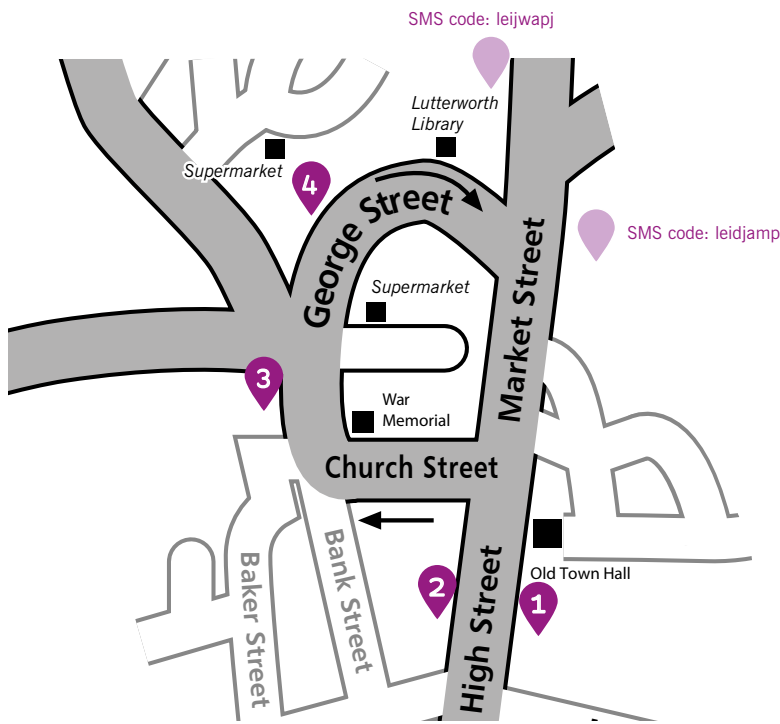 SMS code: leijwapj
Lutterworth
Library
Supermarket
4
George Street
SMS code: leidjamp
Market Street
Supermarket
3
War
Memorial
Church Street
Bank Street
Baker Street
2
High Street
Old Town Hall
1